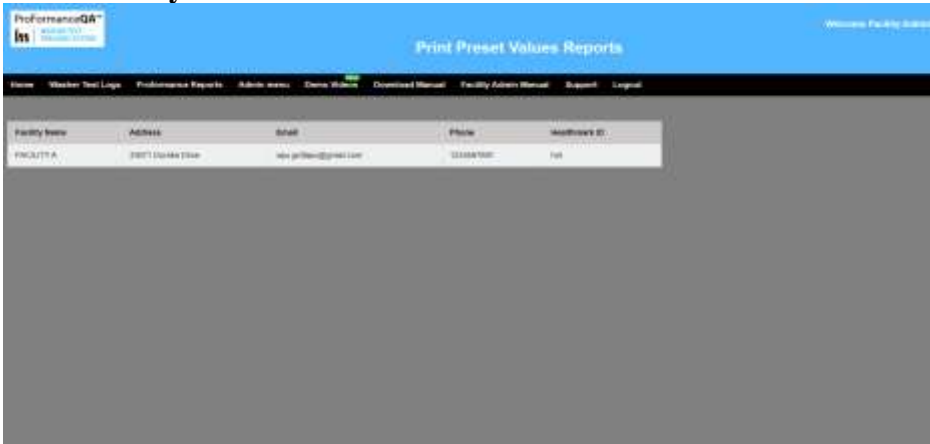 ProFormanceQA™
Welcome Facility Admin
Print Preset Values Reports
Home Washer Test Logs Proformance Reports Admin menu Demo Videos Download Manual Facility Admin Manual Support Logout
Facility Name Address Email Phone Healthmark ID
FACILITY A Drive